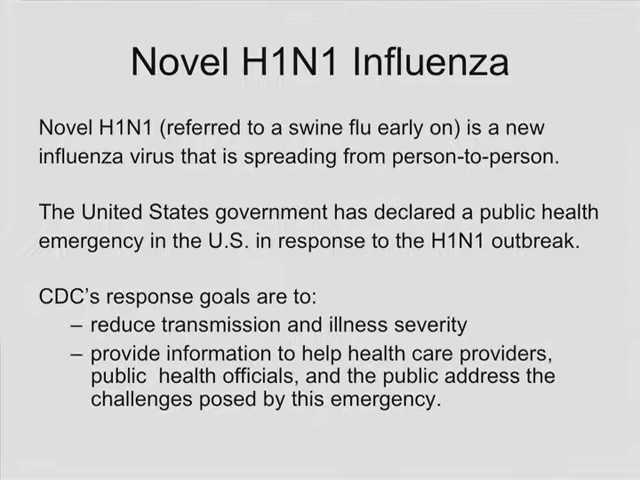 Novel H1N1 Influenza
Novel H1N1 (referred to a swine flu early on) is a new
influenza virus that is spreading from person-to-person.
The United States government has declared a public health
emergency in the U.S. in response to the H1N1 outbreak.
CDC's response goals are to:
– reduce transmission and illness severity
– provide information to help health care providers,
public health officials, and the public address the
challenges posed by this emergency.